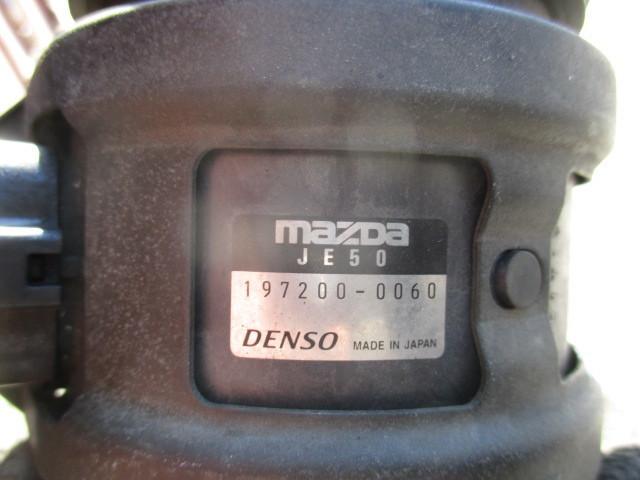 mazda
JE50
197200-0060
DENSO MADE IN JAPAN